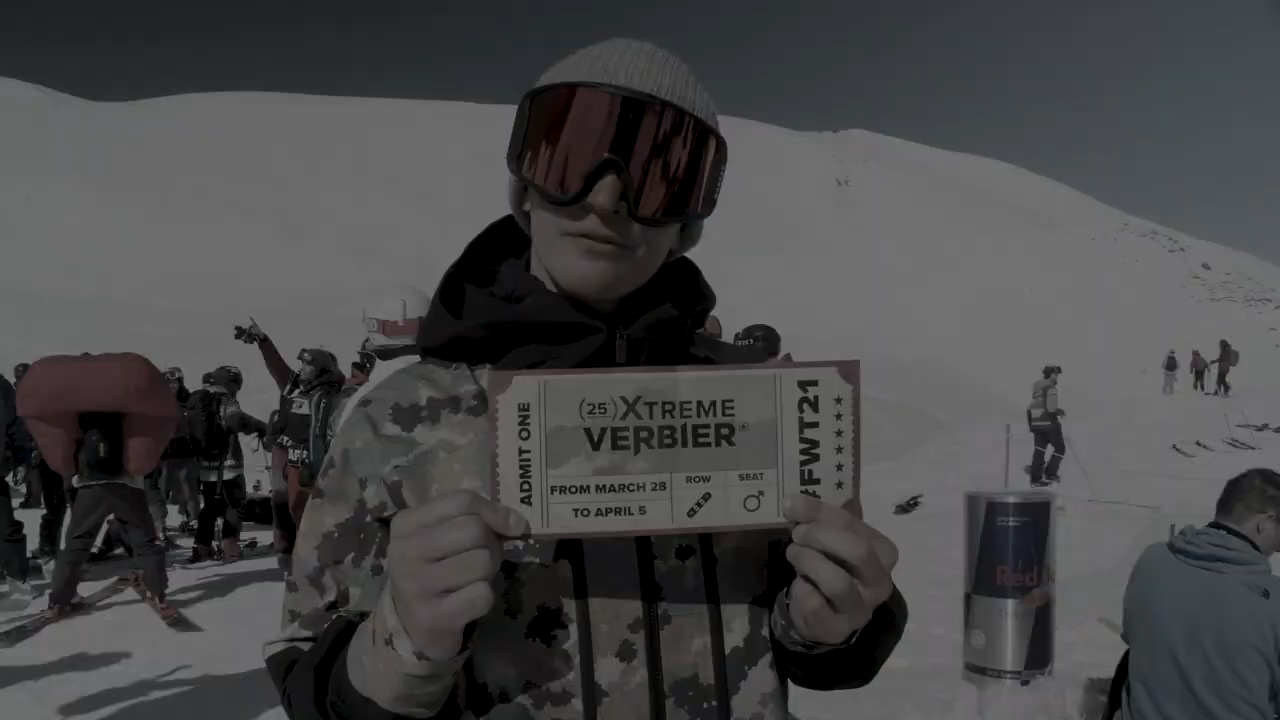 ADMIT ONE
(25) XTREME
VERBIER
FROM MARCH 28
TO APRIL 5
ROW
SEAT
#FWT21
Red